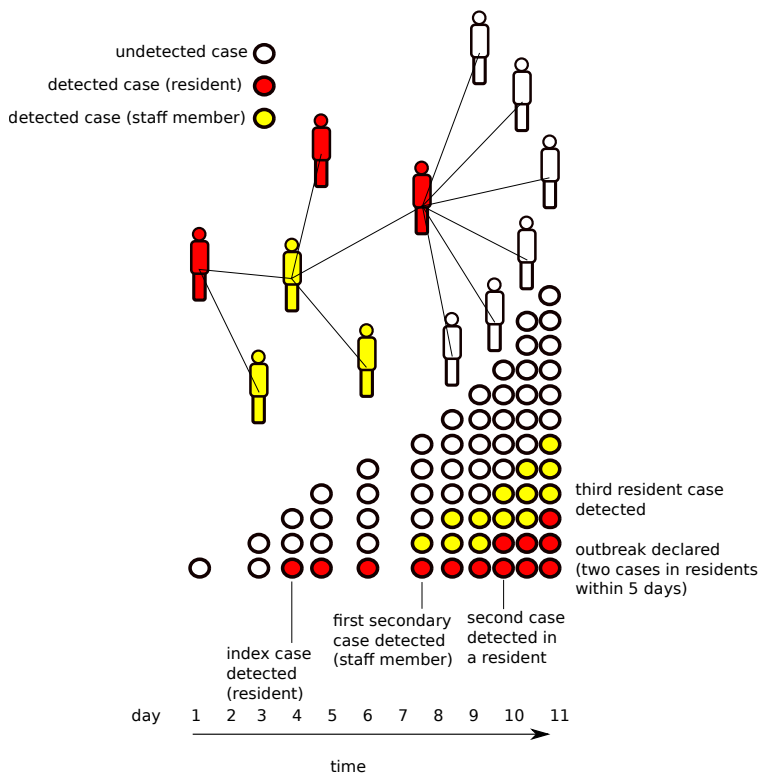 undetected case
detected case (resident)
detected case (staff member)
third resident case
detected
outbreak declared
(two cases in residents
within 5 days)
first secondary
case detected
(staff member)
second case
detected in
a resident
index case
detected
(resident)
day 1 2 3 4 5 6 7 8 9 10 11
time